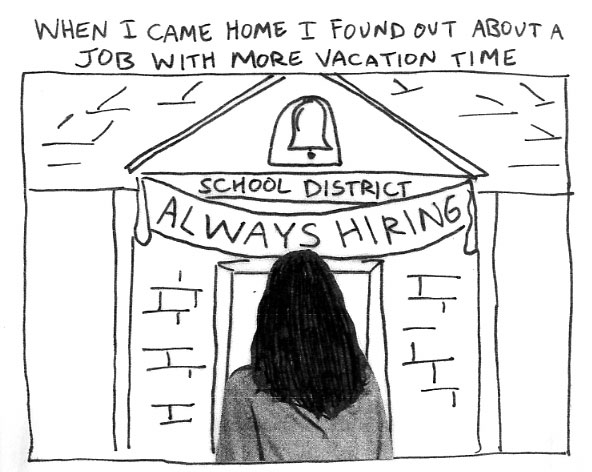 WHEN I CAME HOME I FOUND OUT ABOUT A
JOB WITH MORE VACATION TIME
SCHOOL DISTRICT
ALWAYS HIRING